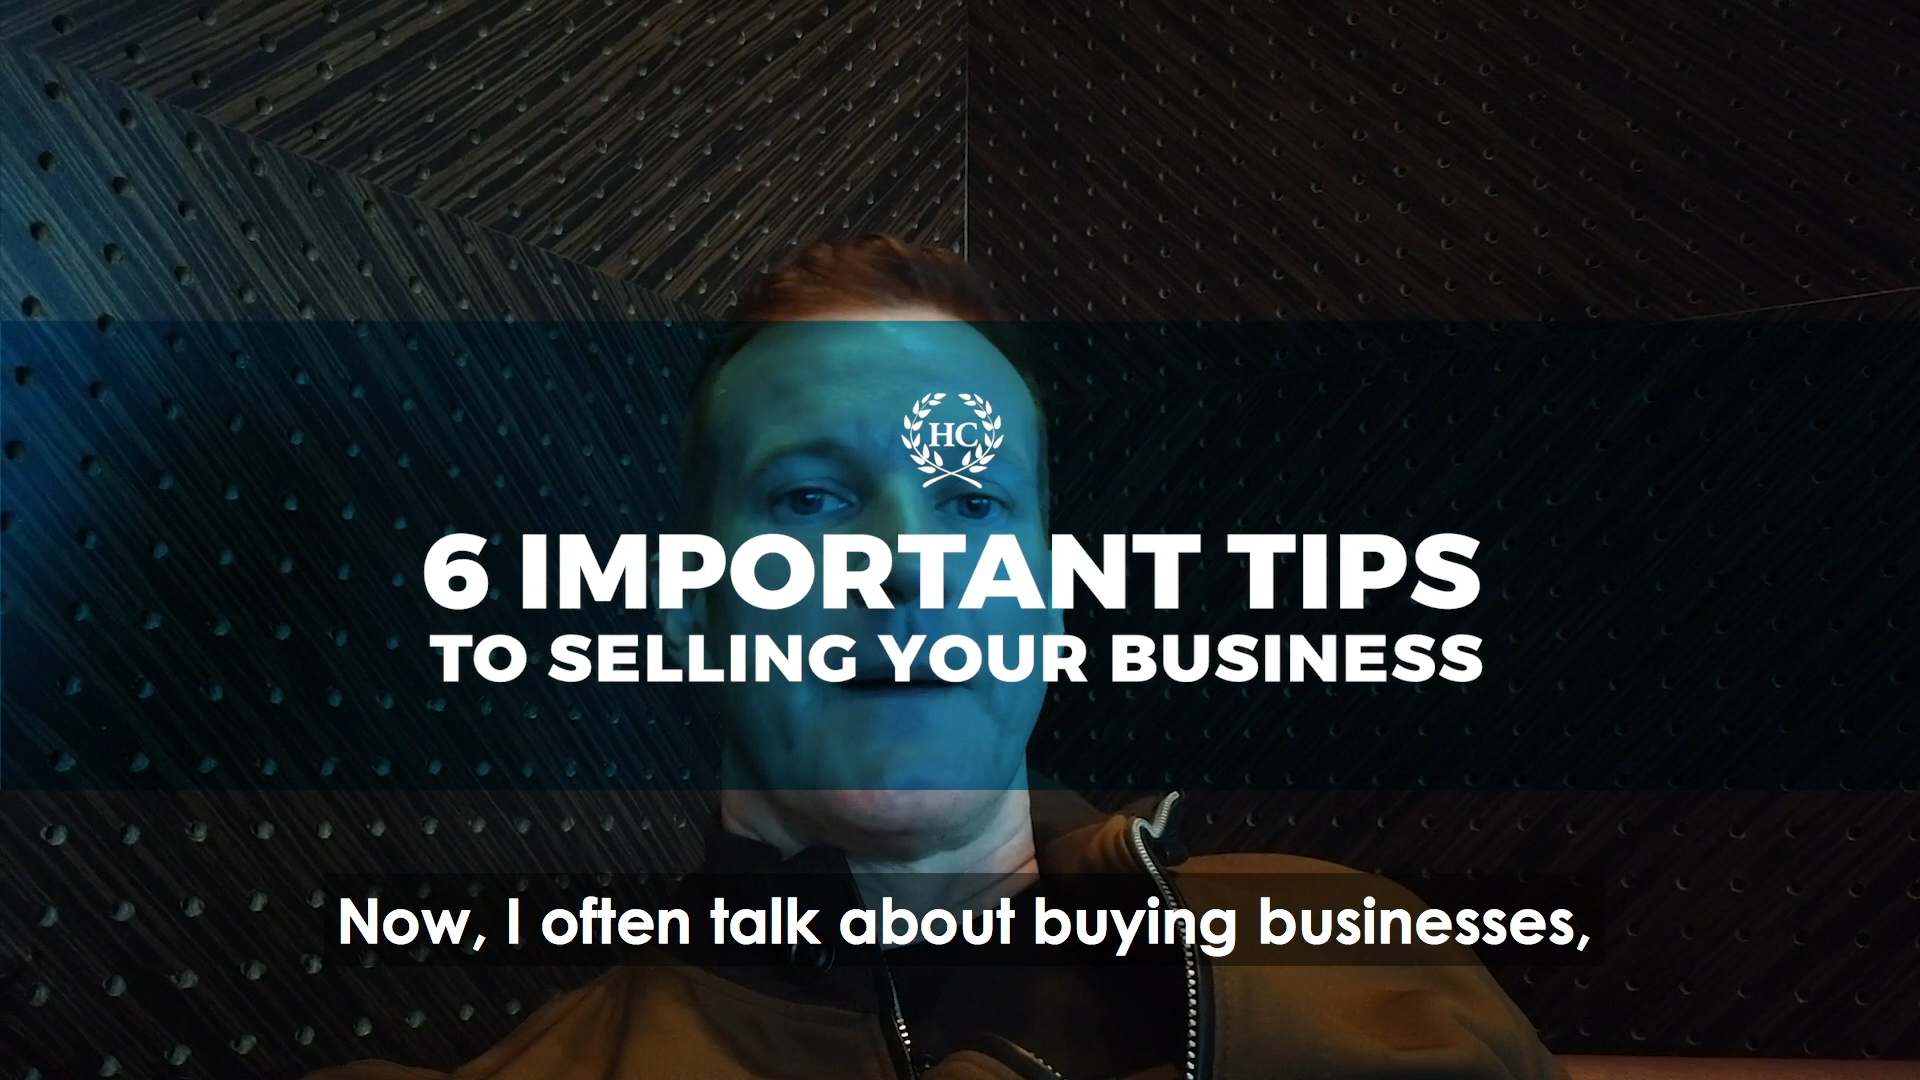 HC
6 IMPORTANT TIPS
TO SELLING YOUR BUSINESS
Now, I often talk about buying businesses,